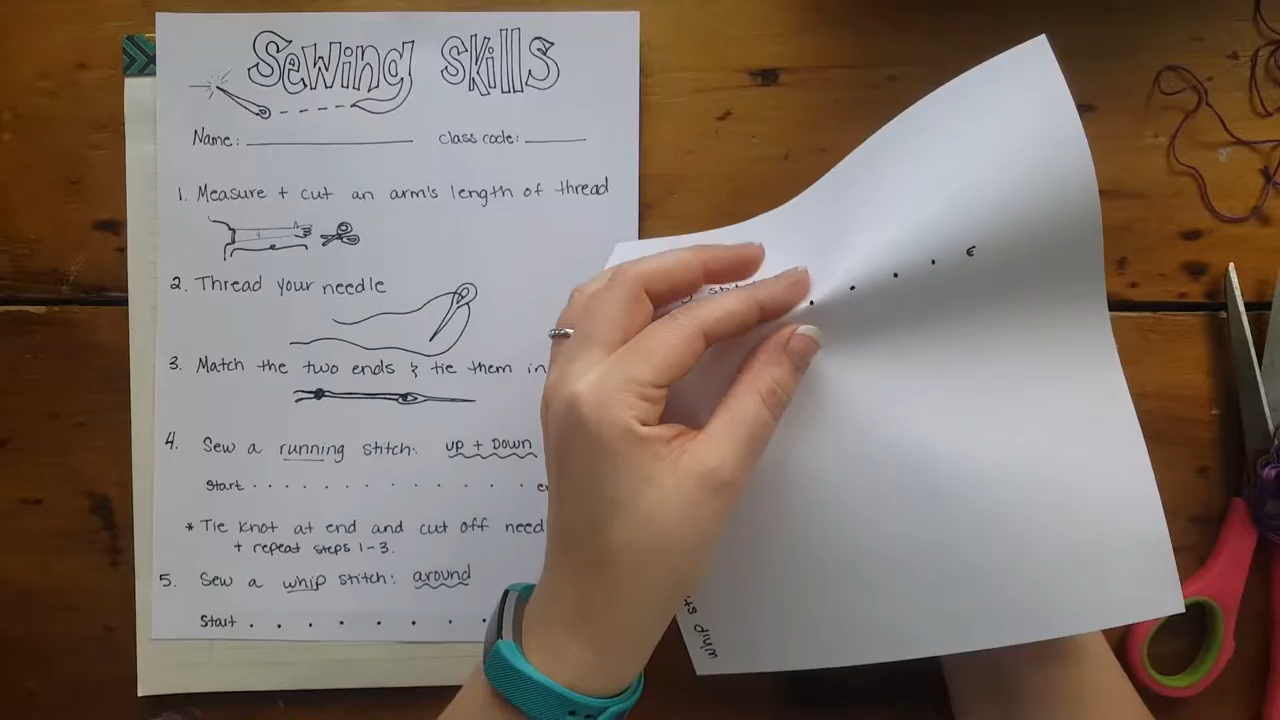 Sewing Skills
Name: class code:
1. Measure + cut an arm's length of thread
2. Thread your needle
3. Match the two ends & tie them in
4. Sew a running stitch: UP + DOWN
Start
* Tie knot at end and cut off
+ repeat steps 1-3.
5. Sew a whip stitch: around
Start
whip